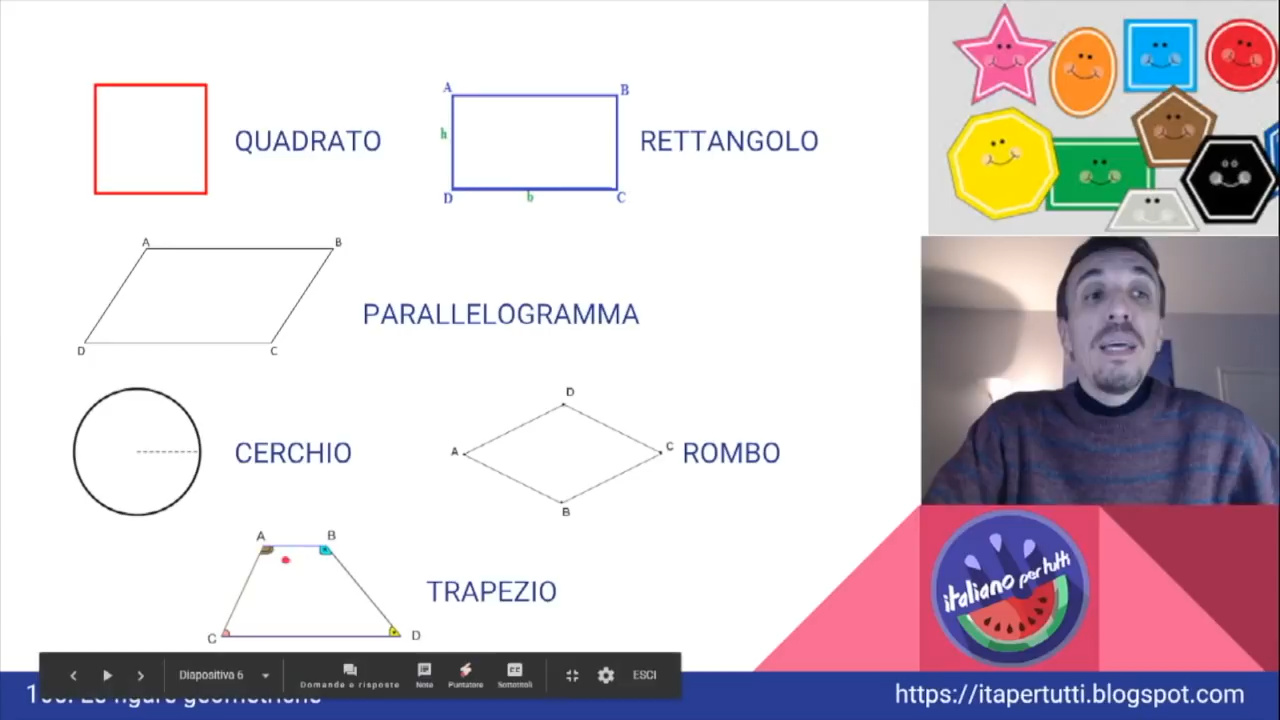 QUADRATO
A B
h
D b C
RETTANGOLO
A B
D C
PARALLELOGRAMMA
CERCHIO
D
A C
B
ROMBO
A B
C D
TRAPEZIO
italiano per tutti
Diapositiva 6
Domande e risposte
Note
Puntatore
Sottotitoli
ESCI
https://itapertutti.blogspot.com